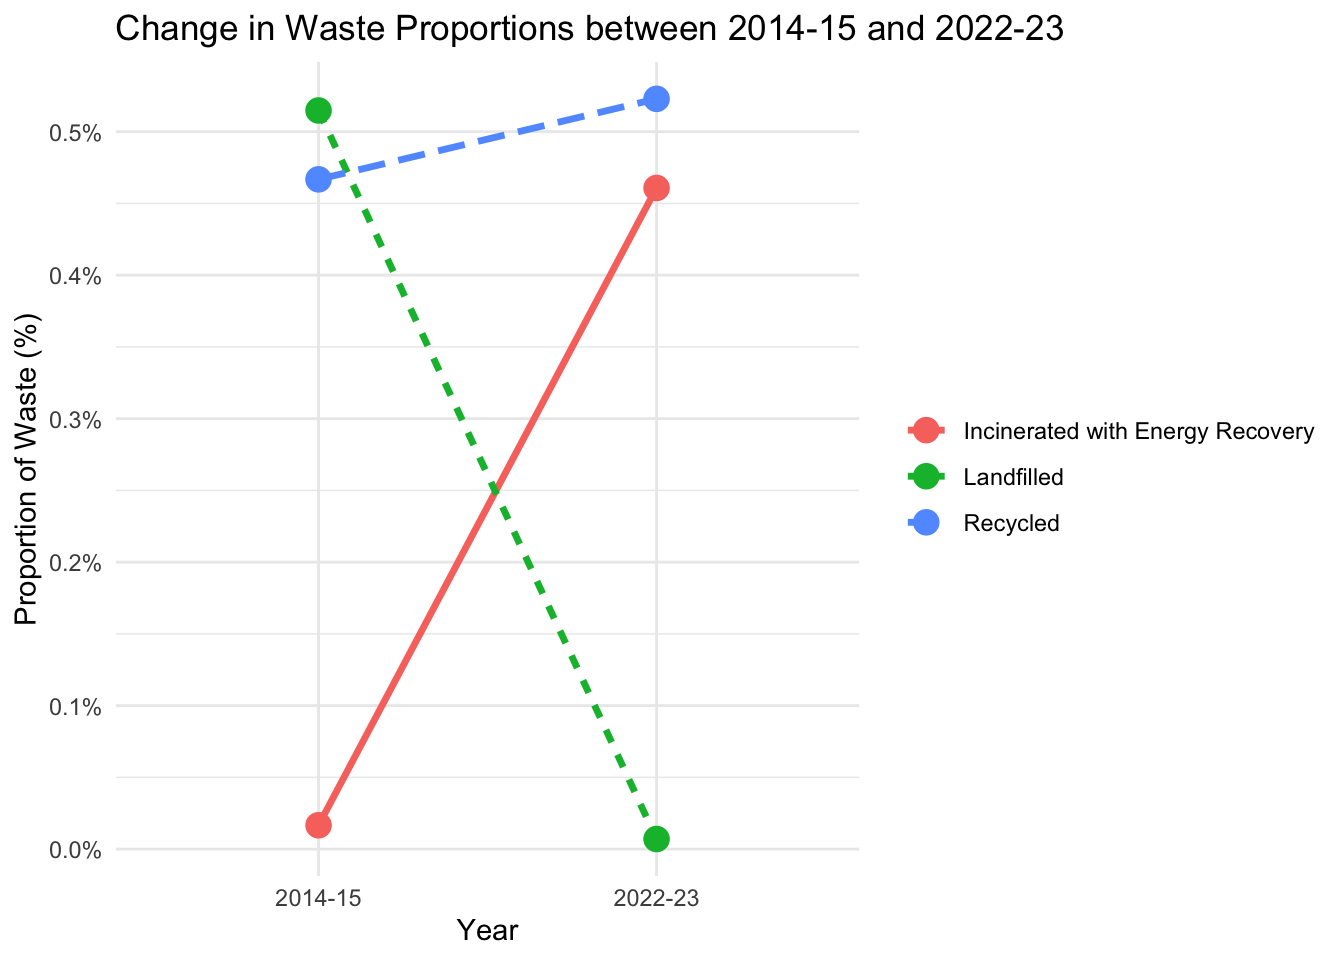 Change in Waste Proportions between 2014-15 and 2022-23
Proportion of Waste (%)
0.5%
0.4%
0.3%
0.2%
0.1%
0.0%
2014-15
2022-23
Year
Incinerated with Energy Recovery
Landfilled
Recycled